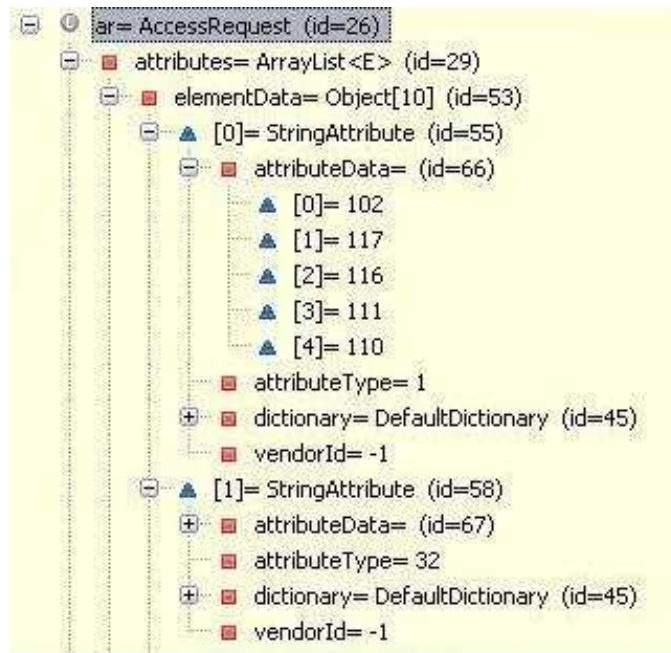 ar= AccessRequest (id=26)
attributes= ArrayList<E> (id=29)
elementData= Object[10] (id=53)
[0]= StringAttribute (id=55)
attributeData= (id=66)
[0]= 102
[1]= 117
[2]= 116
[3]= 111
[4]= 110
attributeType= 1
dictionary= DefaultDictionary (id=45)
vendorId= -1
[1]= StringAttribute (id=58)
attributeData= (id=67)
attributeType= 32
dictionary= DefaultDictionary (id=45)
vendorId= -1